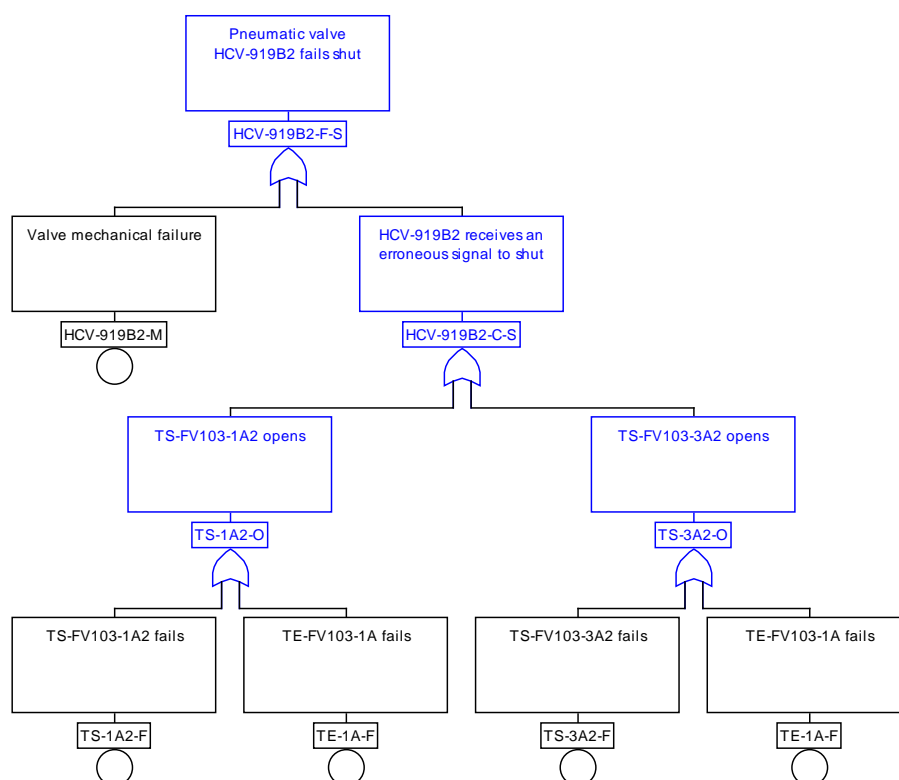 Pneumatic valve
HCV-919B2 fails shut
HCV-919B2-F-S
Valve mechanical failure
HCV-919B2-M
HCV-919B2 receives an
erroneous signal to shut
HCV-919B2-C-S
TS-FV103-1A2 opens
TS-1A2-O
TS-FV103-3A2 opens
TS-3A2-O
TS-FV103-1A2 fails
TS-1A2-F
TE-FV103-1A fails
TE-1A-F
TS-FV103-3A2 fails
TS-3A2-F
TE-FV103-1A fails
TE-1A-F